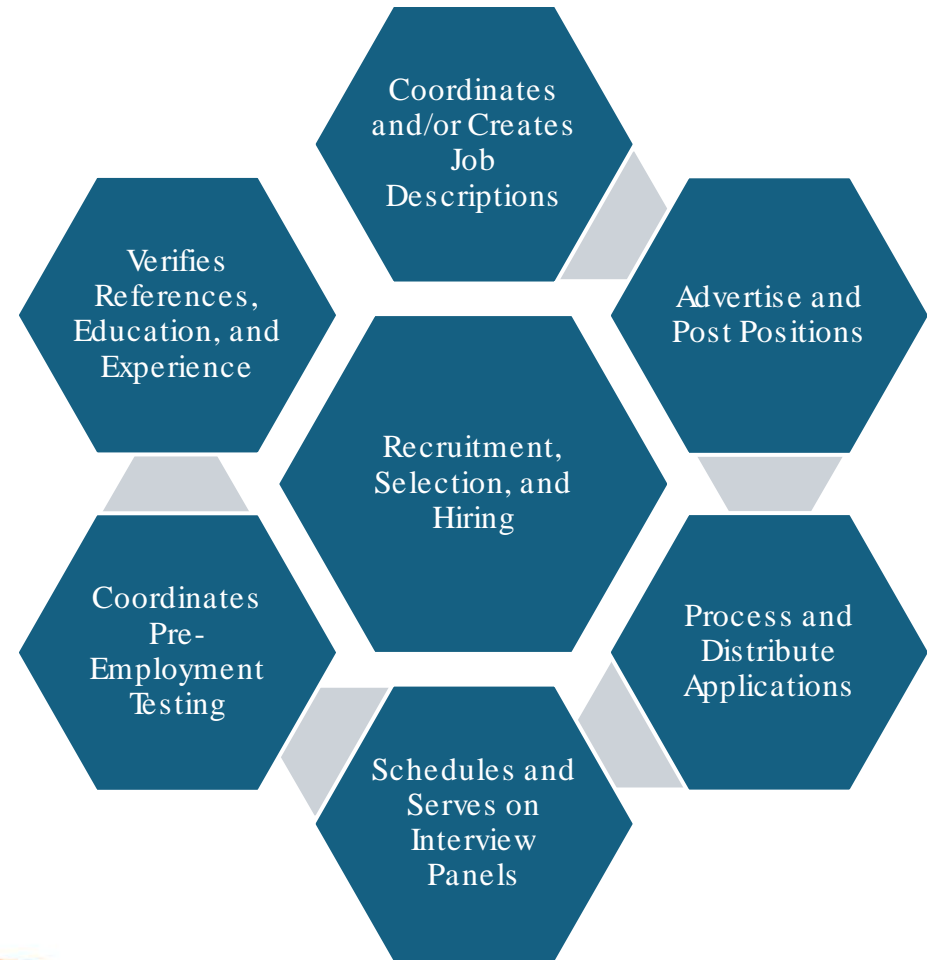 Coordinates
and/or Creates
Job
Descriptions
Advertise and
Post Positions
Process and
Distribute
Applications
Schedules and
Serves on
Interview
Panels
Coordinates
Pre-
Employment
Testing
Verifies
References,
Education, and
Experience
Recruitment,
Selection, and
Hiring